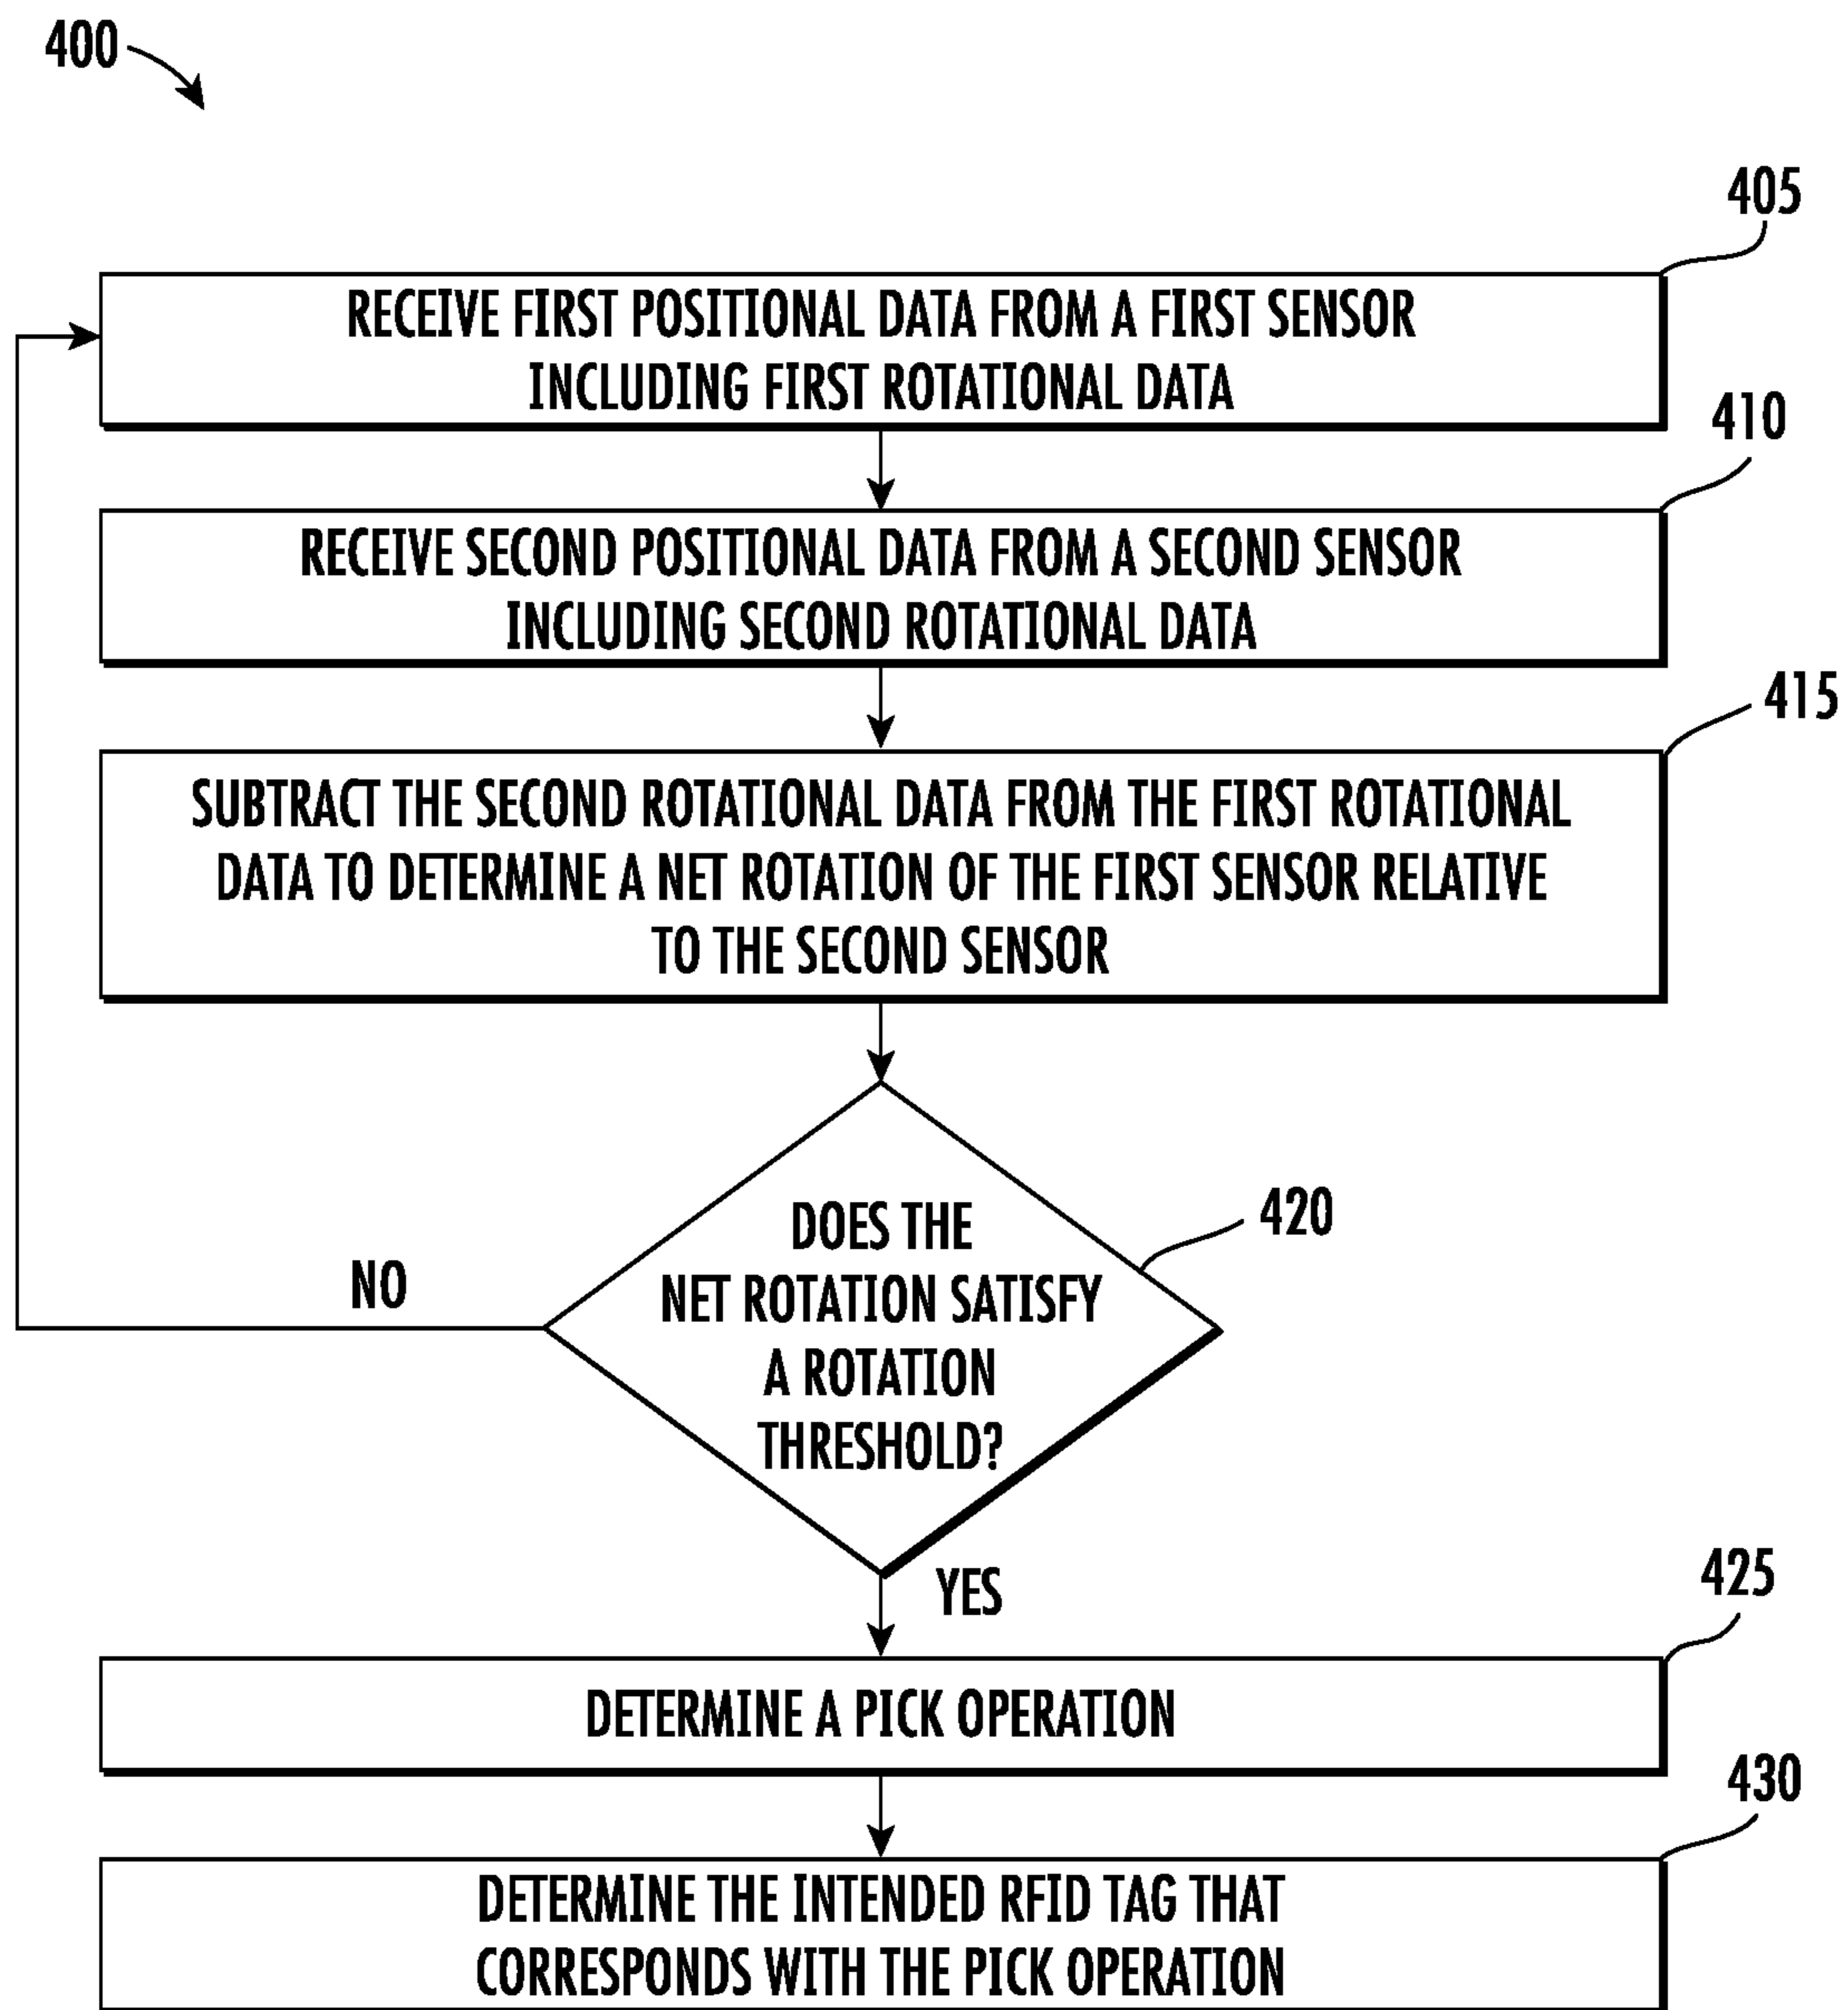 400
405
RECEIVE FIRST POSITIONAL DATA FROM A FIRST SENSOR
INCLUDING FIRST ROTATIONAL DATA
410
RECEIVE SECOND POSITIONAL DATA FROM A SECOND SENSOR
INCLUDING SECOND ROTATIONAL DATA
415
SUBTRACT THE SECOND ROTATIONAL DATA FROM THE FIRST ROTATIONAL
DATA TO DETERMINE A NET ROTATION OF THE FIRST SENSOR RELATIVE
TO THE SECOND SENSOR
420
DOES THE
NET ROTATION SATISFY
A ROTATION
THRESHOLD?
NO
YES
425
DETERMINE A PICK OPERATION
430
DETERMINE THE INTENDED RFID TAG THAT
CORRESPONDS WITH THE PICK OPERATION